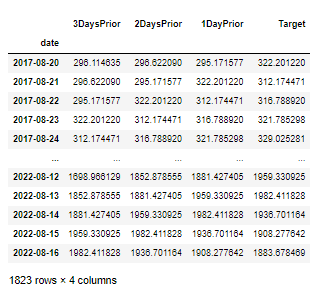 3DaysPrior 2DaysPrior 1DayPrior Target
date
2017-08-20 296.114635 296.622090 295.171577 322.201220
2017-08-21 296.622090 295.171577 322.201220 312.174471
2017-08-22 295.171577 322.201220 312.174471 316.788920
2017-08-23 322.201220 312.174471 316.788920 321.785298
2017-08-24 312.174471 316.788920 321.785298 329.025281
... ... ... ... ...
2022-08-12 1698.966129 1852.878555 1881.427405 1959.330925
2022-08-13 1852.878555 1881.427405 1959.330925 1982.411828
2022-08-14 1881.427405 1959.330925 1982.411828 1936.701164
2022-08-15 1959.330925 1982.411828 1936.701164 1908.277642
2022-08-16 1982.411828 1936.701164 1908.277642 1883.678469
1823 rows × 4 columns